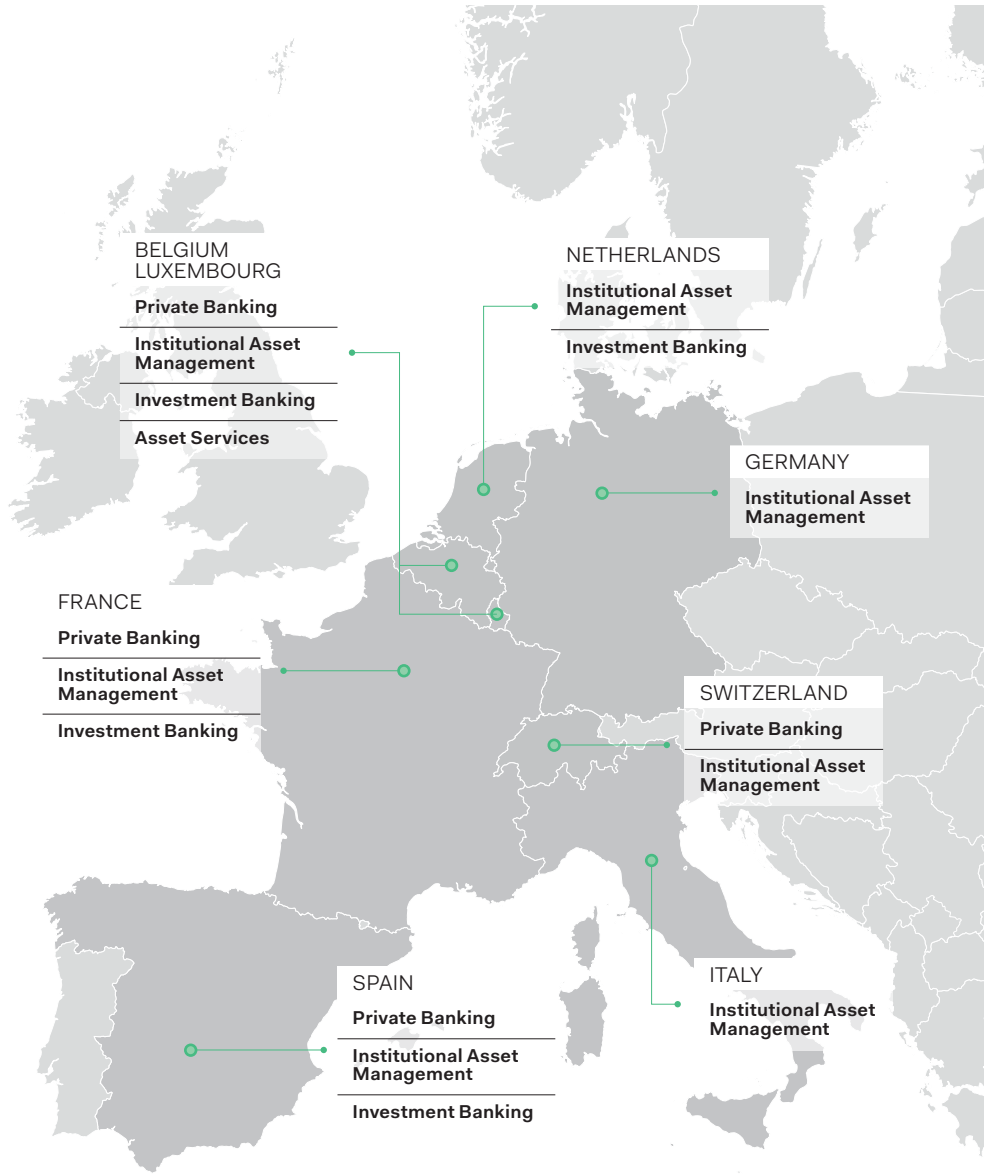 BELGIUM
LUXEMBOURG
Private Banking
Institutional Asset
Management
Investment Banking
Asset Services
NETHERLANDS
Institutional Asset
Management
Investment Banking
GERMANY
Institutional Asset
Management
FRANCE
Private Banking
Institutional Asset
Management
Investment Banking
SWITZERLAND
Private Banking
Institutional Asset
Management
SPAIN
Private Banking
Institutional Asset
Management
Investment Banking
ITALY
Institutional Asset
Management